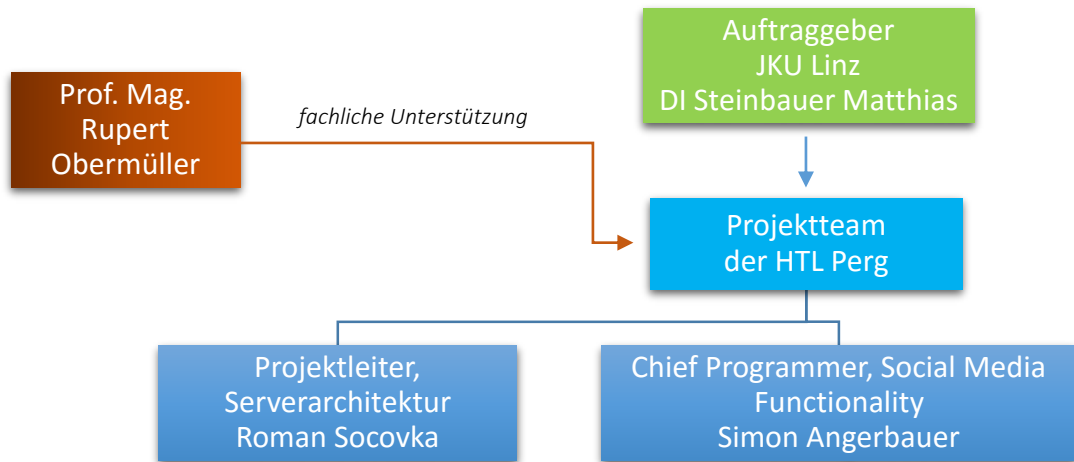 Auftraggeber
JKU Linz
DI Steinbauer Matthias
Prof. Mag.
Rupert
Obermüller
fachliche Unterstützung
Projektteam
der HTL Perg
Projektleiter,
Serverarchitektur
Roman Socovka
Chief Programmer, Social Media
Functionality
Simon Angerbauer